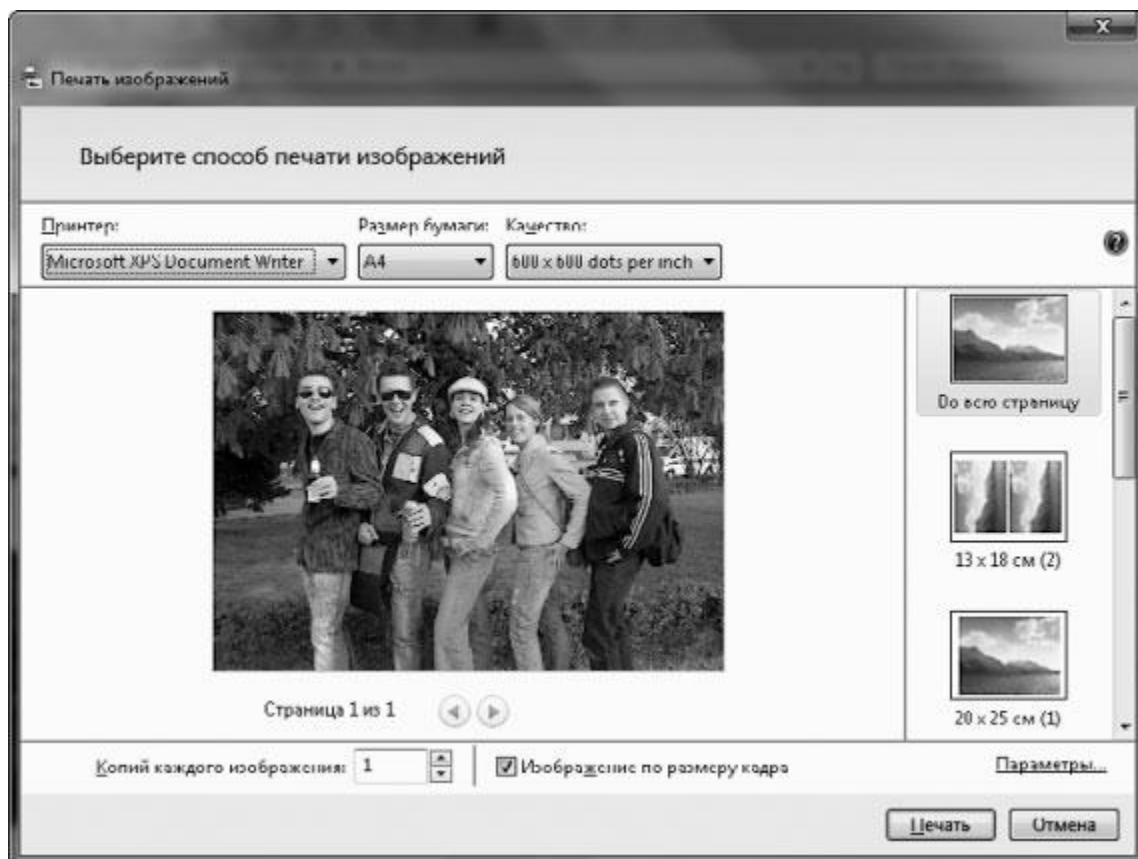 Печать изображений
Выберите способ печати изображений
Принтер:
Размер бумаги:
Качество:
Microsoft XPS Document Writer
A4
600 x 600 dots per inch
Во всю страницу
13 x 18 см (2)
20 x 25 см (1)
Страница 1 из 1
Копий каждого изображения:
1
Изображение по размеру кадра
Параметры...
Печать
Отмена